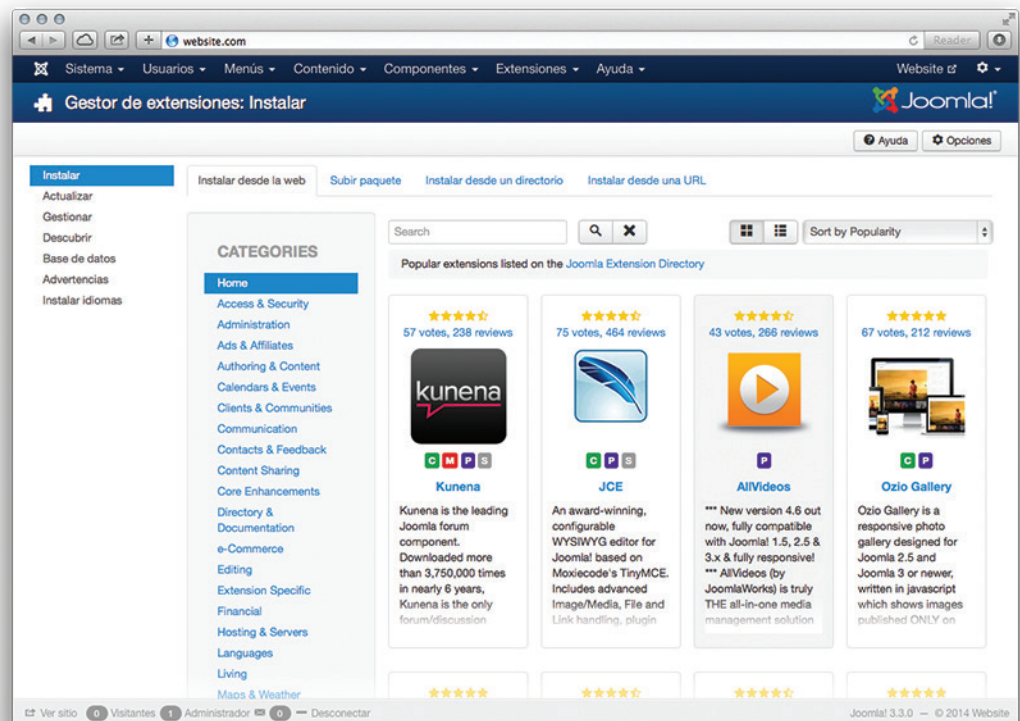 website.com
Reader
Sistema Usuarios Menús Contenido Componentes Extensiones Ayuda Website
Gestor de extensiones: Instalar
Joomla!
Ayuda Opciones
Instalar
Actualizar
Gestionar
Descubrir
Base de datos
Advertencias
Instalar idiomas
Instalar desde la web Subir paquete Instalar desde un directorio Instalar desde una URL
CATEGORIES
Home
Access & Security
Administration
Ads & Affiliates
Authoring & Content
Calendars & Events
Clients & Communities
Communication
Contacts & Feedback
Content Sharing
Core Enhancements
Directory &
Documentation
e-Commerce
Editing
Extension Specific
Financial
Hosting & Servers
Languages
Living
Maps & Weather
Search
Sort by Popularity
Popular extensions listed on the Joomla Extension Directory
57 votes, 238 reviews
kunena
C M P S
Kunena
Kunena is the leading
Joomla forum
component.
Downloaded more
than 3,750,000 times
in nearly 6 years,
Kunena is the only
forum/discussion
75 votes, 464 reviews
C P S
JCE
An award-winning,
configurable
WYSIWYG editor for
Joomla! based on
Moxiecode's TinyMCE.
Includes advanced
Image/Media, File and
Link handling, plugin
43 votes, 266 reviews
P
AllVideos
*** New version 4.6 out
now, fully compatible
with Joomla! 1.5, 2.5 &
3.x & fully responsive!
*** AllVideos (by
JoomlaWorks) is truly
THE all-in-one media
management solution
67 votes, 212 reviews
C P
Ozio Gallery
Ozio Gallery is a
responsive photo
gallery designed for
Joomla 2.5 and
Joomla 3 or newer,
written in javascript
which shows images
published ONLY on
Ver sitio 0 Visitantes 1 Administrador 0 Desconectar
Joomla! 3.3.0 — © 2014 Website